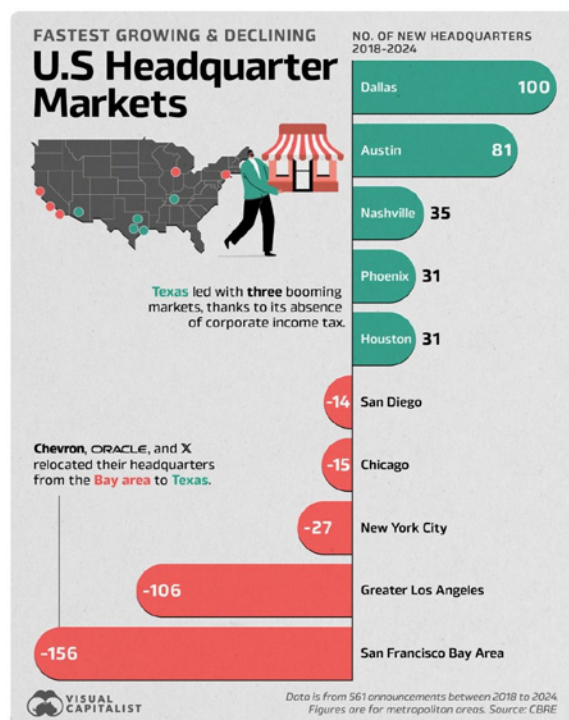 FASTEST GROWING & DECLINING
U.S Headquarter
Markets
NO. OF NEW HEADQUARTERS
2018-2024
Dallas 100
Austin 81
Nashville 35
Phoenix 31
Houston 31
Texas led with three booming
markets, thanks to its absence
of corporate income tax.
-14 San Diego
-15 Chicago
-27 New York City
-106 Greater Los Angeles
-156 San Francisco Bay Area
Chevron, ORACLE, and X
relocated their headquarters
from the Bay area to Texas.
VISUAL
CAPITALIST
Data is from 561 announcements between 2018 to 2024.
Figures are for metropolitan areas. Source: CBRE